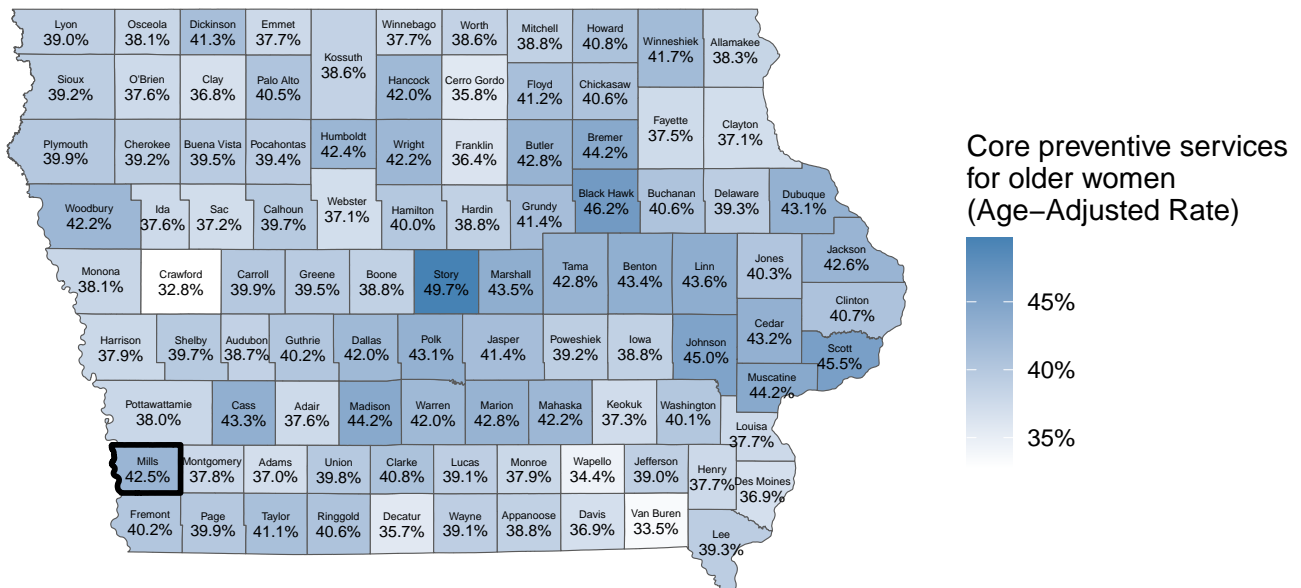 Lyon
39.0%
Osceola
38.1%
Dickinson
41.3%
Emmet
37.7%
Winnebago
37.7%
Worth
38.6%
Mitchell
38.8%
Howard
40.8%
Winneshiek
41.7%
Allamakee
38.3%
Kossuth
38.6%
Sioux
39.2%
O'Brien
37.6%
Clay
36.8%
Palo Alto
40.5%
Hancock
42.0%
Cerro Gordo
35.8%
Floyd
41.2%
Chickasaw
40.6%
Fayette
37.5%
Clayton
37.1%
Plymouth
39.9%
Cherokee
39.2%
Buena Vista
39.5%
Pocahontas
39.4%
Humboldt
42.4%
Wright
42.2%
Franklin
36.4%
Butler
42.8%
Bremer
44.2%
Woodbury
42.2%
Ida
37.6%
Sac
37.2%
Calhoun
39.7%
Webster
37.1%
Hamilton
40.0%
Hardin
38.8%
Grundy
41.4%
Black Hawk
46.2%
Buchanan
40.6%
Delaware
39.3%
Dubuque
43.1%
Monona
38.1%
Crawford
32.8%
Carroll
39.9%
Greene
39.5%
Boone
38.8%
Story
49.7%
Marshall
43.5%
Tama
42.8%
Benton
43.4%
Linn
43.6%
Jones
40.3%
Jackson
42.6%
Clinton
40.7%
Harrison
37.9%
Shelby
39.7%
Audubon
38.7%
Guthrie
40.2%
Dallas
42.0%
Polk
43.1%
Jasper
41.4%
Poweshiek
39.2%
Iowa
38.8%
Johnson
45.0%
Cedar
43.2%
Scott
45.5%
Muscatine
44.2%
Pottawattamie
38.0%
Cass
43.3%
Adair
37.6%
Madison
44.2%
Warren
42.0%
Marion
42.8%
Mahaska
42.2%
Keokuk
37.3%
Washington
40.1%
Louisa
37.7%
Mills
42.5%
Montgomery
37.8%
Adams
37.0%
Union
39.8%
Clarke
40.8%
Lucas
39.1%
Monroe
37.9%
Wapello
34.4%
Jefferson
39.0%
Henry
37.7%
Des Moines
36.9%
Fremont
40.2%
Page
39.9%
Taylor
41.1%
Ringgold
40.6%
Decatur
35.7%
Wayne
39.1%
Appanoose
38.8%
Davis
36.9%
Van Buren
33.5%
Lee
39.3%
Core preventive services
for older women
(Age−Adjusted Rate)
45%
40%
35%